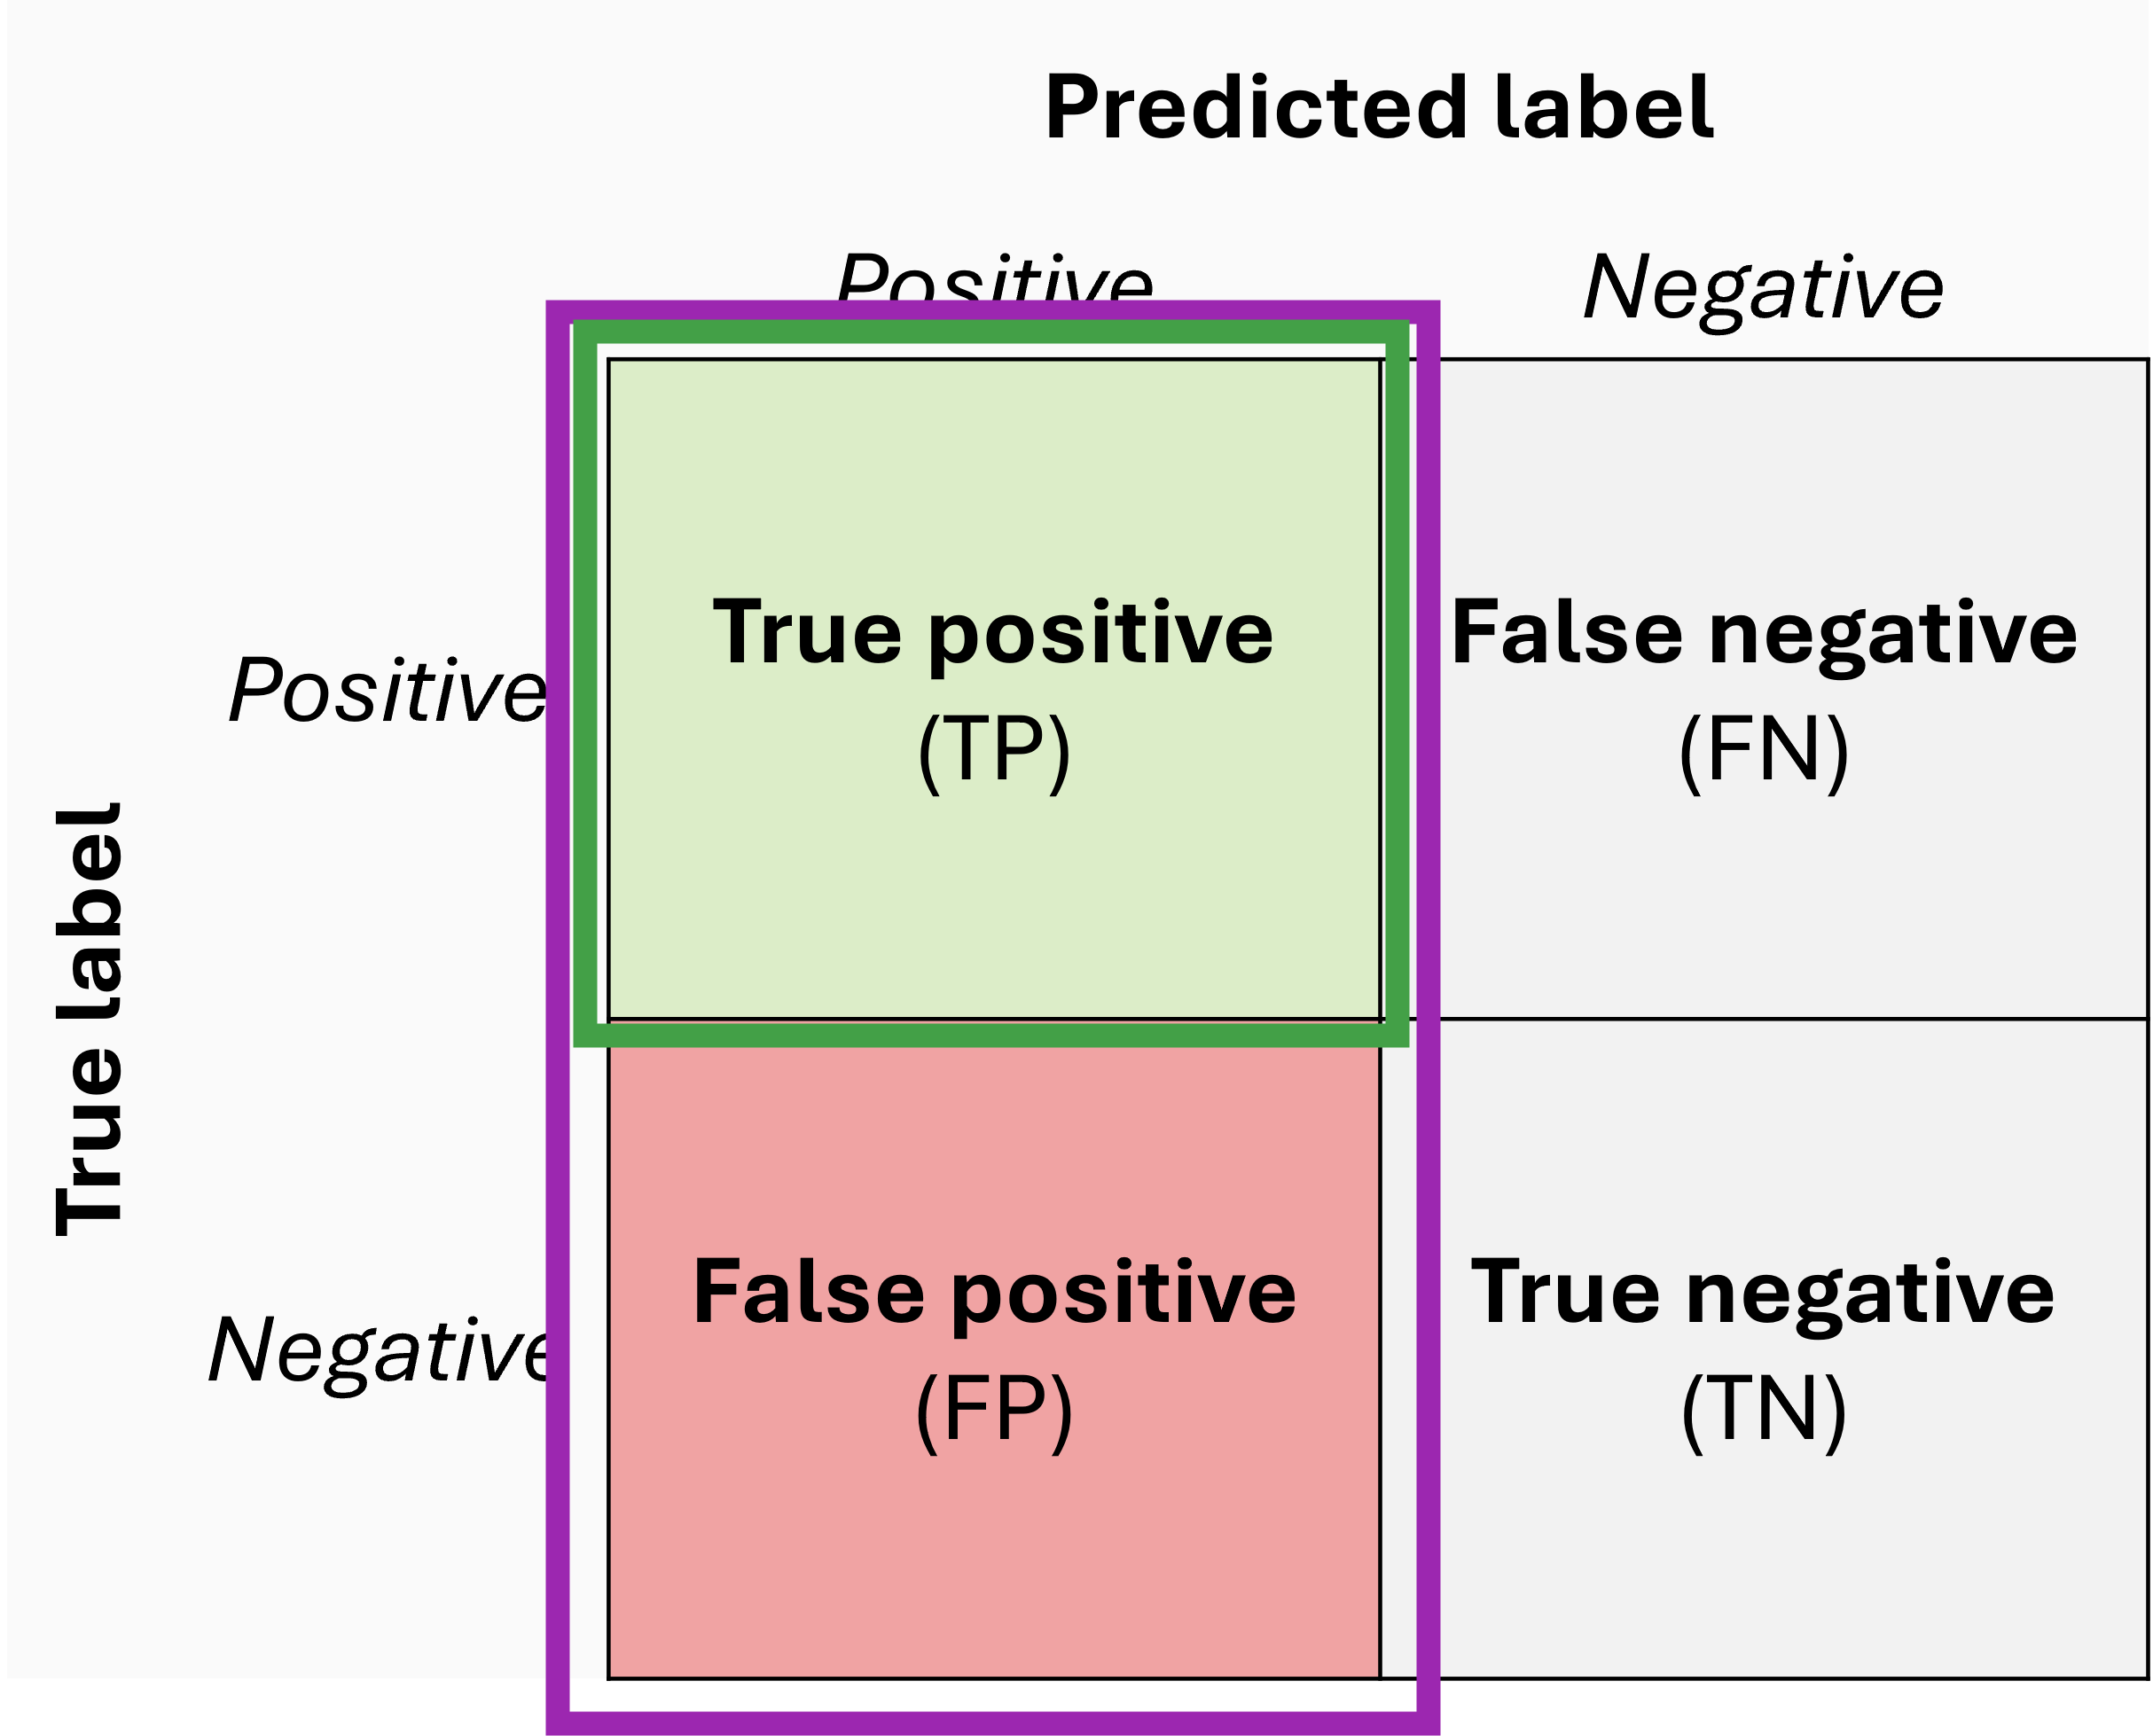 Predicted label
Positive Negative
True positive False negative
Positive
(TP) (FN)
True label
False positive True negative
Negative
(FP) (TN)